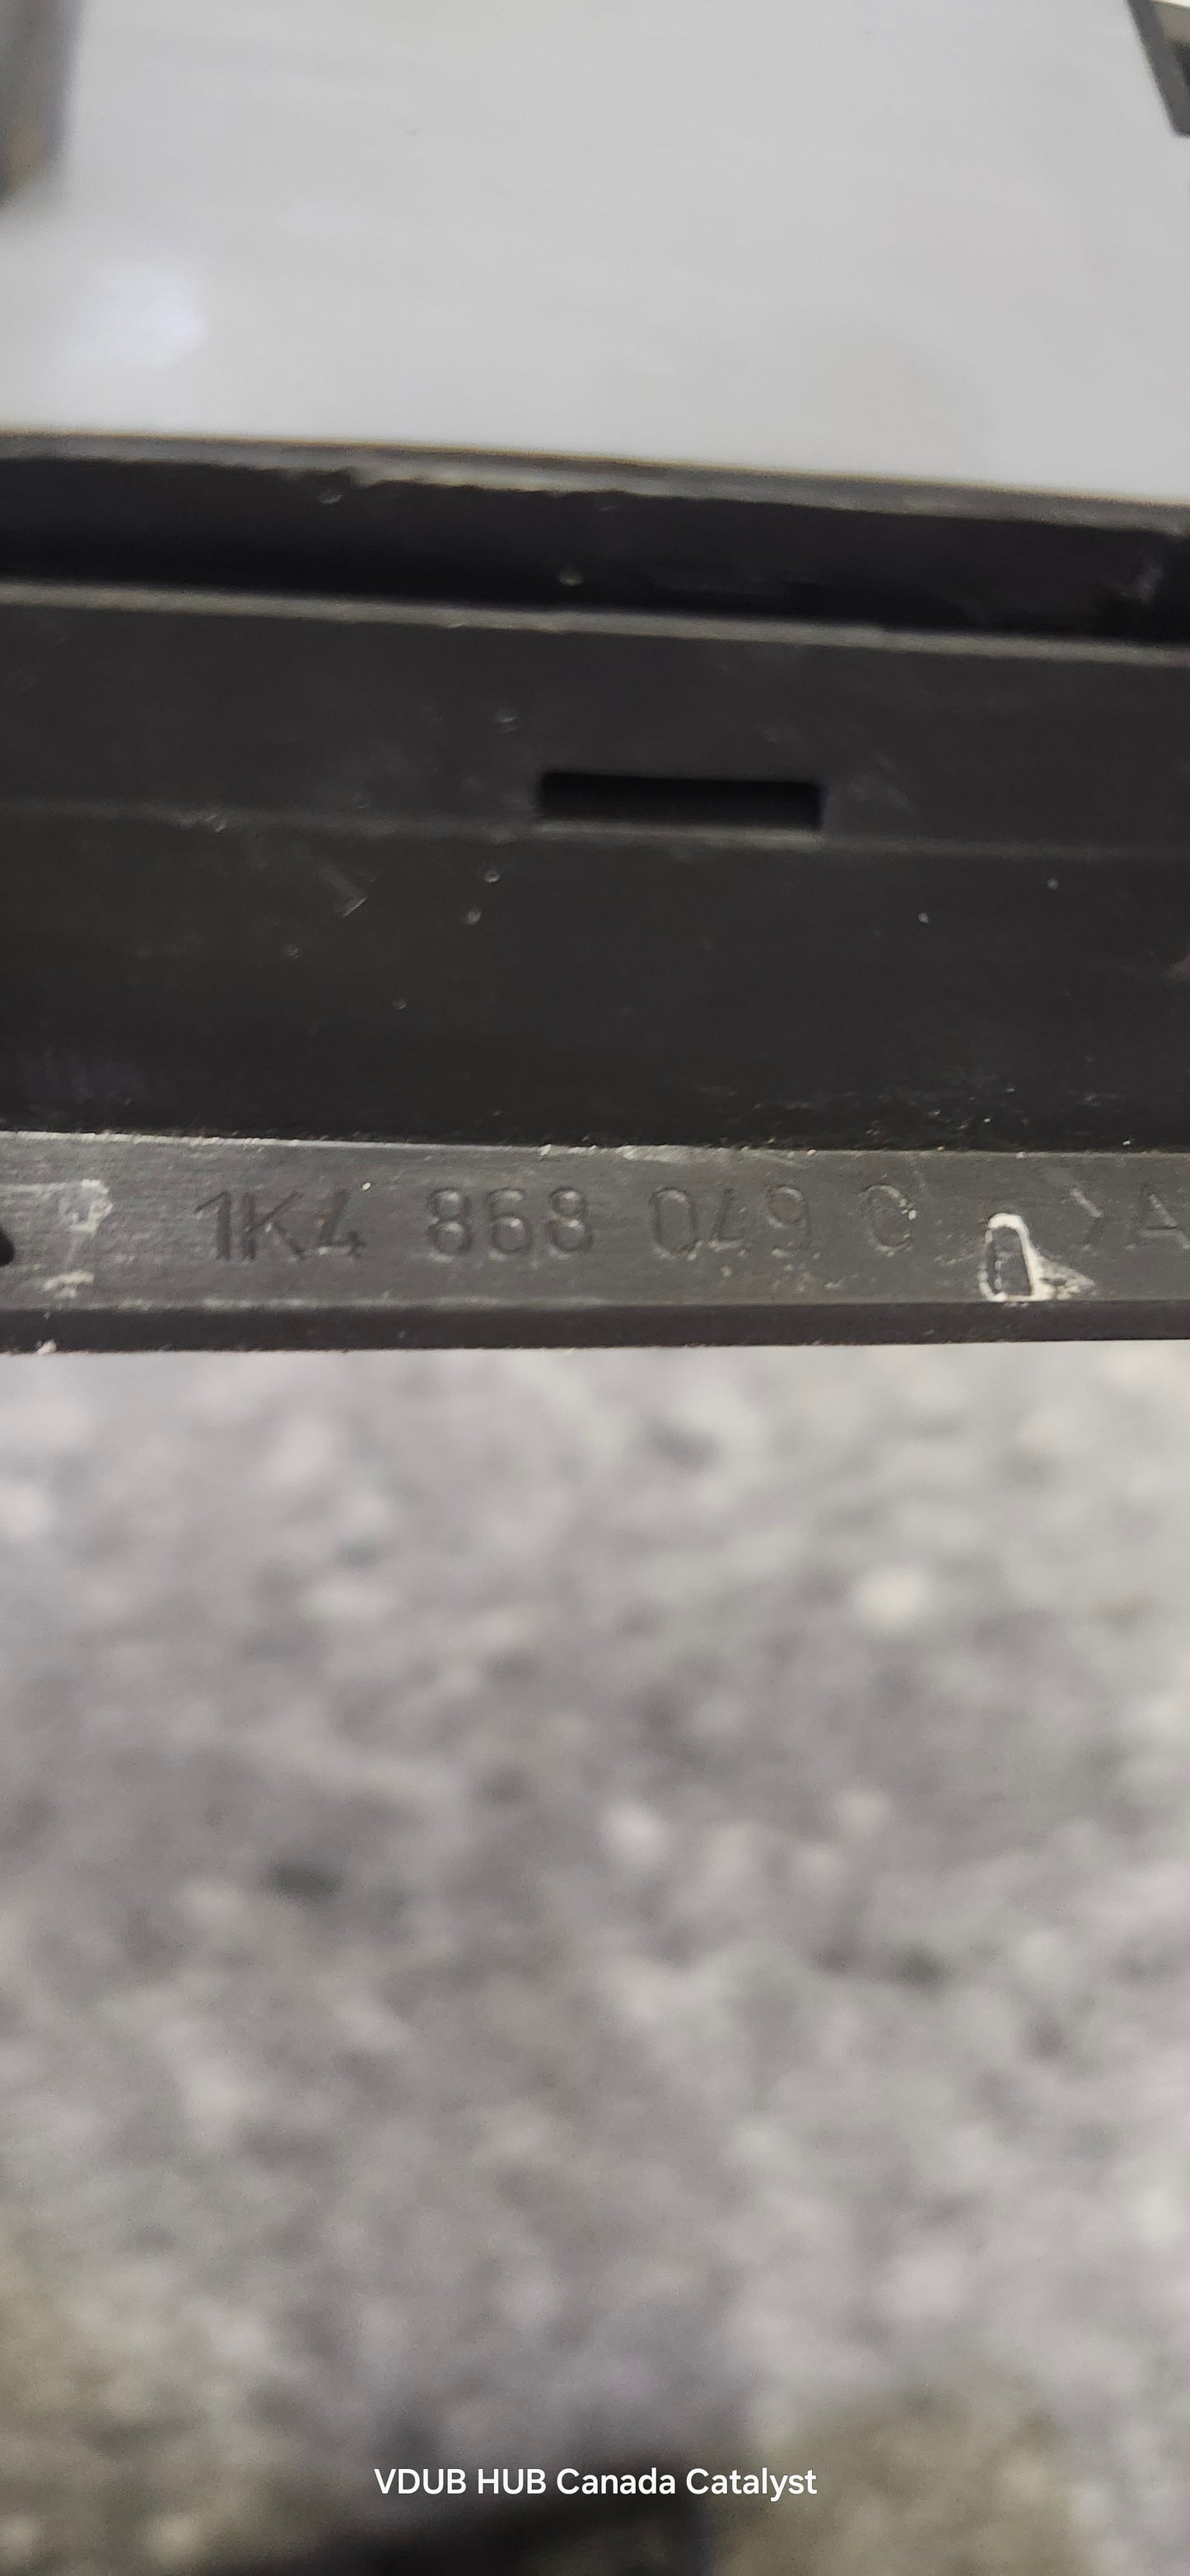 1K4 868 049 C >A
VDUB HUB Canada Catalyst